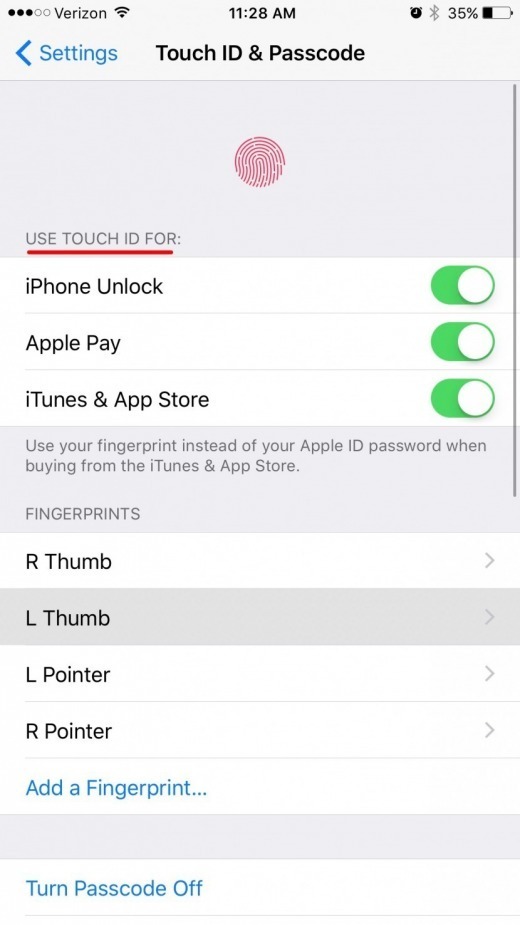 Verizon 11:28 AM 35%
Settings Touch ID & Passcode
USE TOUCH ID FOR:
iPhone Unlock
Apple Pay
iTunes & App Store
Use your fingerprint instead of your Apple ID password when
buying from the iTunes & App Store.
FINGERPRINTS
R Thumb
L Thumb
L Pointer
R Pointer
Add a Fingerprint...
Turn Passcode Off